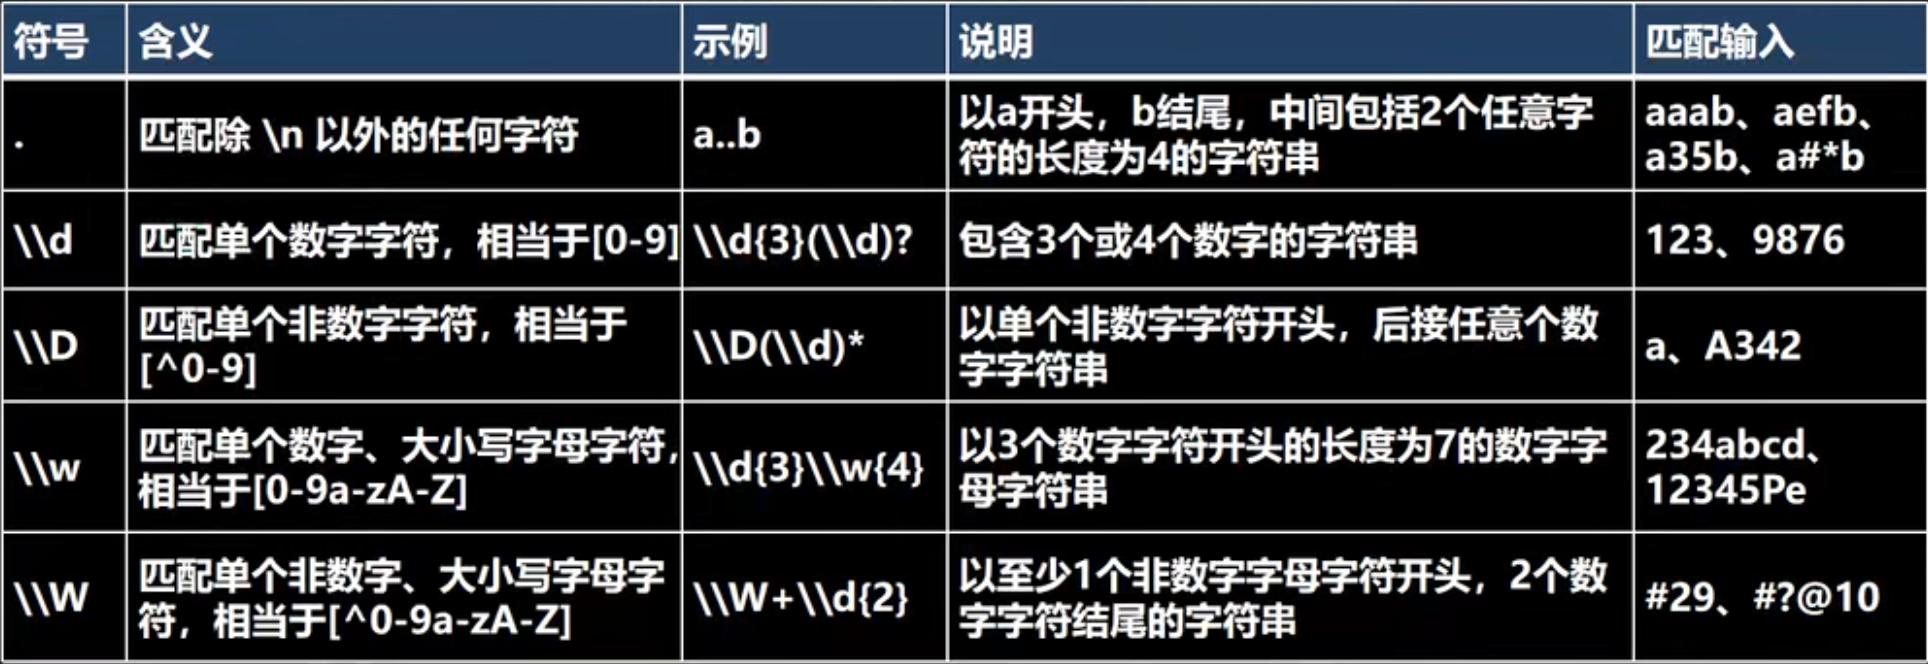 符号 含义 示例 说明 匹配输入
. 匹配除 \n 以外的任何字符 a..b 以a开头，b结尾，中间包括2个任意字
符的长度为4的字符串 aaab、aefb、
a35b、a#*b
\\d 匹配单个数字字符，相当于[0-9] \\d{3}(\\d)? 包含3个或4个数字的字符串 123、9876
\\D 匹配单个非数字字符，相当于
[^0-9] \\D(\\d)* 以单个非数字字符开头，后接任意个数
字字符串 a、A342
\\w 匹配单个数字、大小写字母字符，
相当于[0-9a-zA-Z] \\d{3}\\w{4} 以3个数字字符开头的长度为7的数字字
母字符串 234abcd、
12345Pe
\\W 匹配单个非数字、大小写字母字
符，相当于[^0-9a-zA-Z] \\W+\\d{2} 以至少1个非数字字母字符开头，2个数
字字符结尾的字符串 #29、#?@10